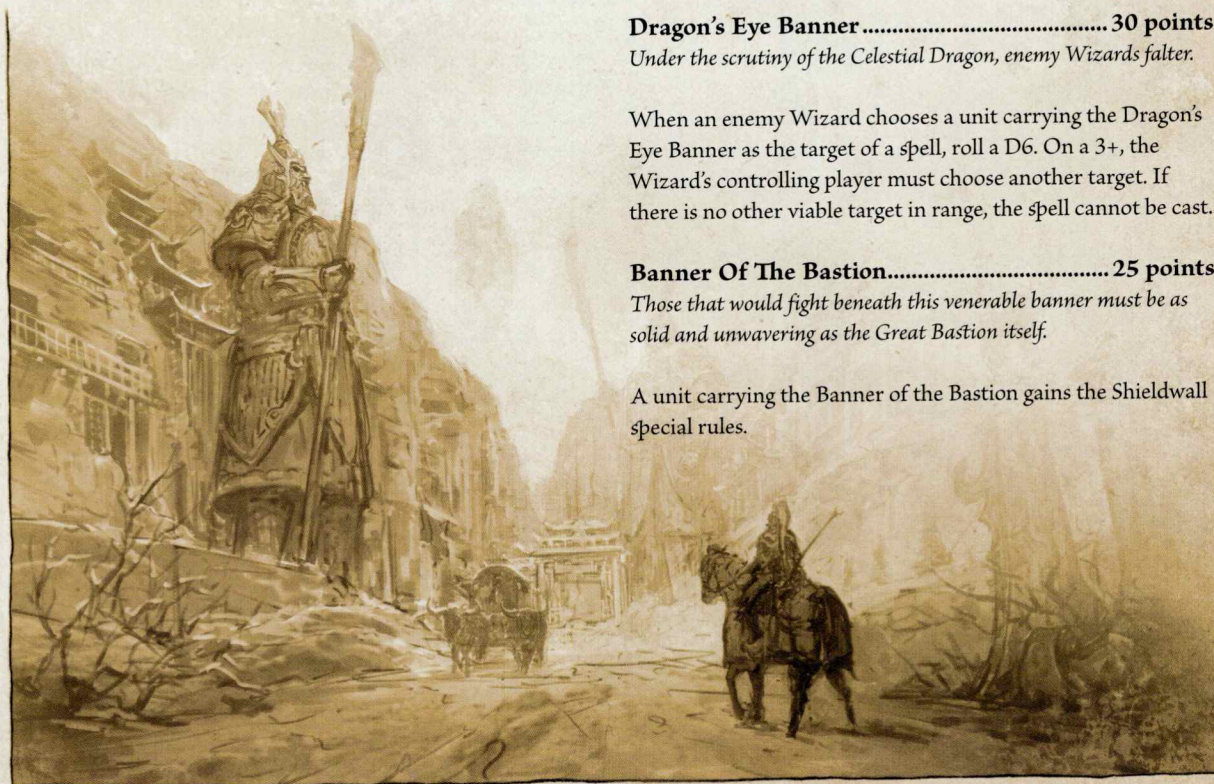 Dragon's Eye Banner.................................... 30 points
Under the scrutiny of the Celestial Dragon, enemy Wizards falter.
When an enemy Wizard chooses a unit carrying the Dragon's
Eye Banner as the target of a spell, roll a D6. On a 3+, the
Wizard's controlling player must choose another target. If
there is no other viable target in range, the spell cannot be cast.
Banner Of The Bastion.................................... 25 points
Those that would fight beneath this venerable banner must be as
solid and unwavering as the Great Bastion itself.
A unit carrying the Banner of the Bastion gains the Shieldwall
special rules.